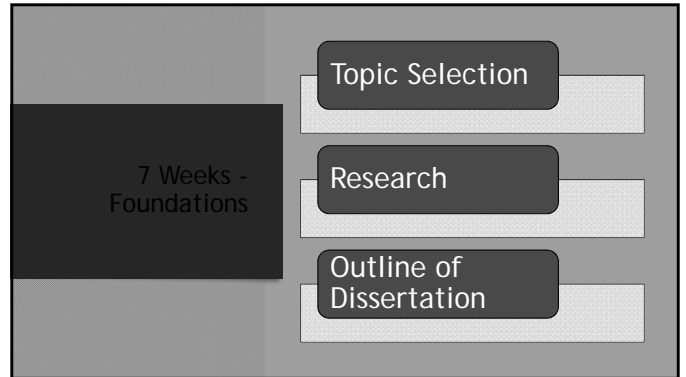 7 Weeks -
Foundations
Topic Selection
Research
Outline of
Dissertation